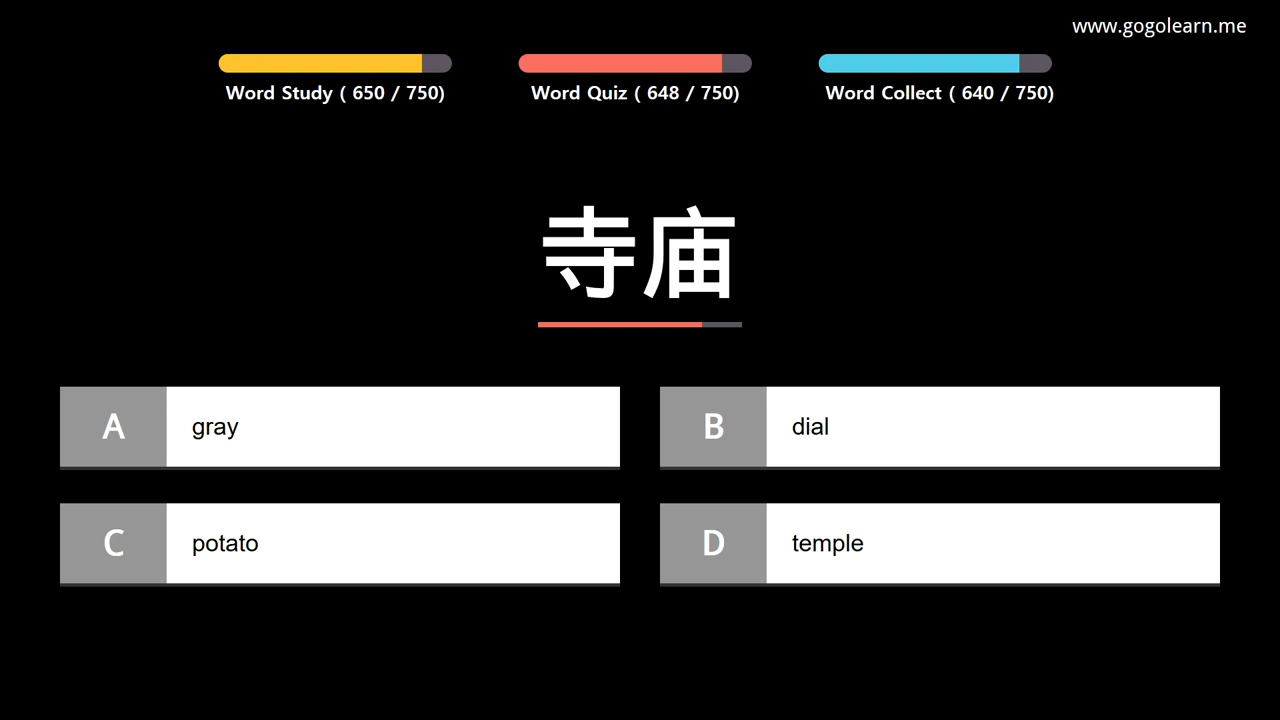 www.gogolearn.me
Word Study ( 650 / 750)
Word Quiz ( 648 / 750)
Word Collect ( 640 / 750)
寺庙
A gray
B dial
C potato
D temple